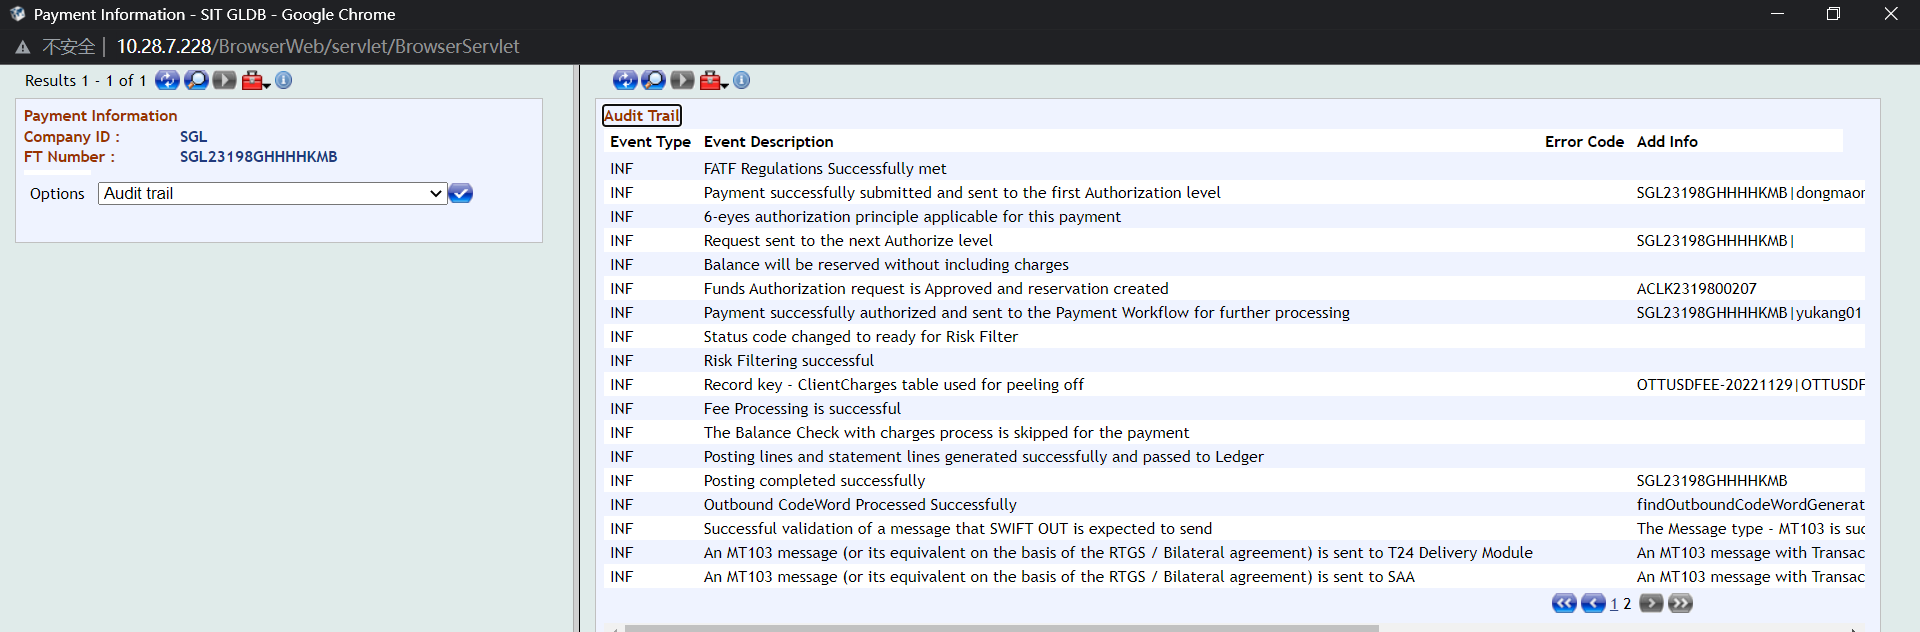 Payment Information - SIT GLDB - Google Chrome
不安全 | 10.28.7.228/BrowserWeb/servlet/BrowserServlet
Results 1 - 1 of 1
Payment Information
Company ID : SGL
FT Number : SGL23198GHHHHKMB
Options Audit trail
Audit Trail
Event Type Event Description Error Code Add Info
INF FATF Regulations Successfully met
INF Payment successfully submitted and sent to the first Authorization level SGL23198GHHHHKMB|dongmaor
INF 6-eyes authorization principle applicable for this payment
INF Request sent to the next Authorize level SGL23198GHHHHKMB|
INF Balance will be reserved without including charges
INF Funds Authorization request is Approved and reservation created ACLK2319800207
INF Payment successfully authorized and sent to the Payment Workflow for further processing SGL23198GHHHHKMB|yukang01
INF Status code changed to ready for Risk Filter
INF Risk Filtering successful
INF Record key - ClientCharges table used for peeling off OTTUSDFEE-20221129|OTTUSDF
INF Fee Processing is successful
INF The Balance Check with charges process is skipped for the payment
INF Posting lines and statement lines generated successfully and passed to Ledger
INF Posting completed successfully SGL23198GHHHHKMB
INF Outbound CodeWord Processed Successfully findOutboundCodeWordGenerat
INF Successful validation of a message that SWIFT OUT is expected to send The Message type - MT103 is suc
INF An MT103 message (or its equivalent on the basis of the RTGS / Bilateral agreement) is sent to T24 Delivery Module An MT103 message with Transac
INF An MT103 message (or its equivalent on the basis of the RTGS / Bilateral agreement) is sent to SAA An MT103 message with Transac
1 2